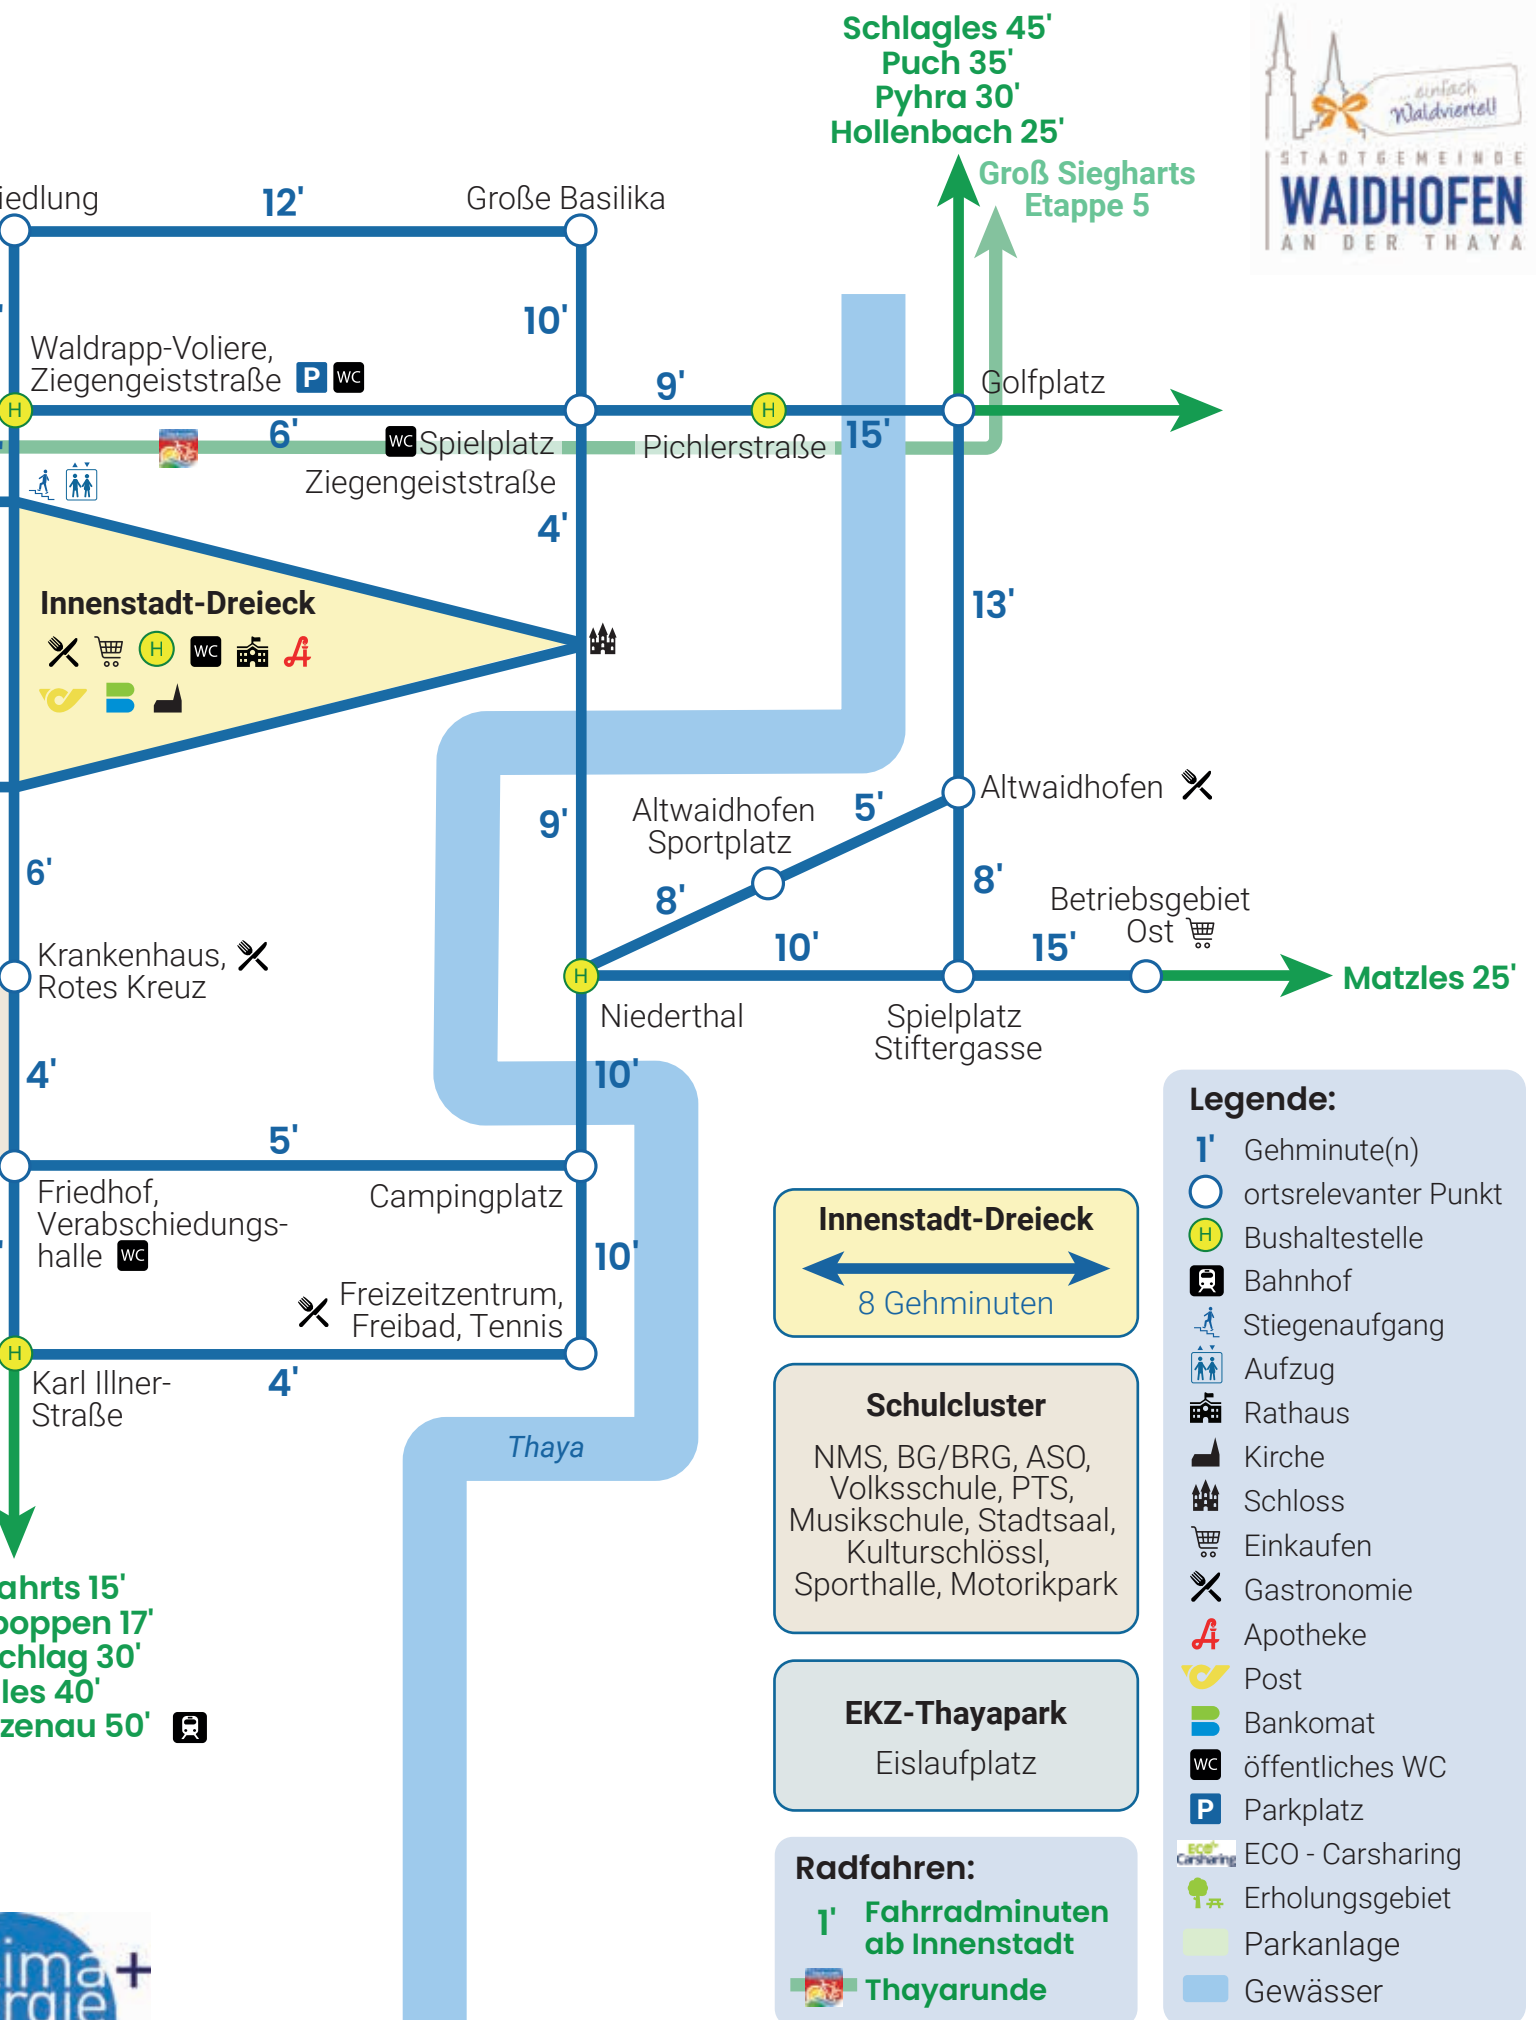 Schlagles 45'
Puch 35'
Pyhra 30'
Hollenbach 25'
Groß Siegharts
Etappe 5
... einfach
Waldviertel!
STADTGEMEINDE
WAIDHOFEN
AN DER THAYA
iedlung
12'
Große Basilika
10'
Waldrapp-Voliere,
Ziegengeiststraße P WC
H
9'
H
Golfplatz
6'
WC Spielplatz
Ziegengeiststraße
Pichlerstraße
15'
4'
Innenstadt-Dreieck
H WC
13'
9'
Altwaidhofen
Sportplatz
5'
Altwaidhofen
6'
8'
8'
Betriebsgebiet
Ost
10'
15'
Krankenhaus,
Rotes Kreuz
H
Niederthal
Spielplatz
Stiftergasse
Matzles 25'
4'
10'
5'
Friedhof,
Verabschiedungs-
halle WC
Campingplatz
10'
Freizeitzentrum,
Freibad, Tennis
H
Karl Illner-
Straße
4'
Thaya
ahrts 15'
poppen 17'
chlag 30'
les 40'
zenau 50'
Innenstadt-Dreieck
8 Gehminuten
Schulcluster
NMS, BG/BRG, ASO,
Volksschule, PTS,
Musikschule, Stadtsaal,
Kulturschlössl,
Sporthalle, Motorikpark
EKZ-Thayapark
Eislaufplatz
Radfahren:
1' Fahrradminuten
ab Innenstadt
Thayarunde
Legende:
1' Gehminute(n)
ortsrelevanter Punkt
H Bushaltestelle
Bahnhof
Stiegenaufgang
Aufzug
Rathaus
Kirche
Schloss
Einkaufen
Gastronomie
Apotheke
Post
Bankomat
WC öffentliches WC
P Parkplatz
ECO Carsharing ECO - Carsharing
Erholungsgebiet
Parkanlage
Gewässer
ima +
rgie